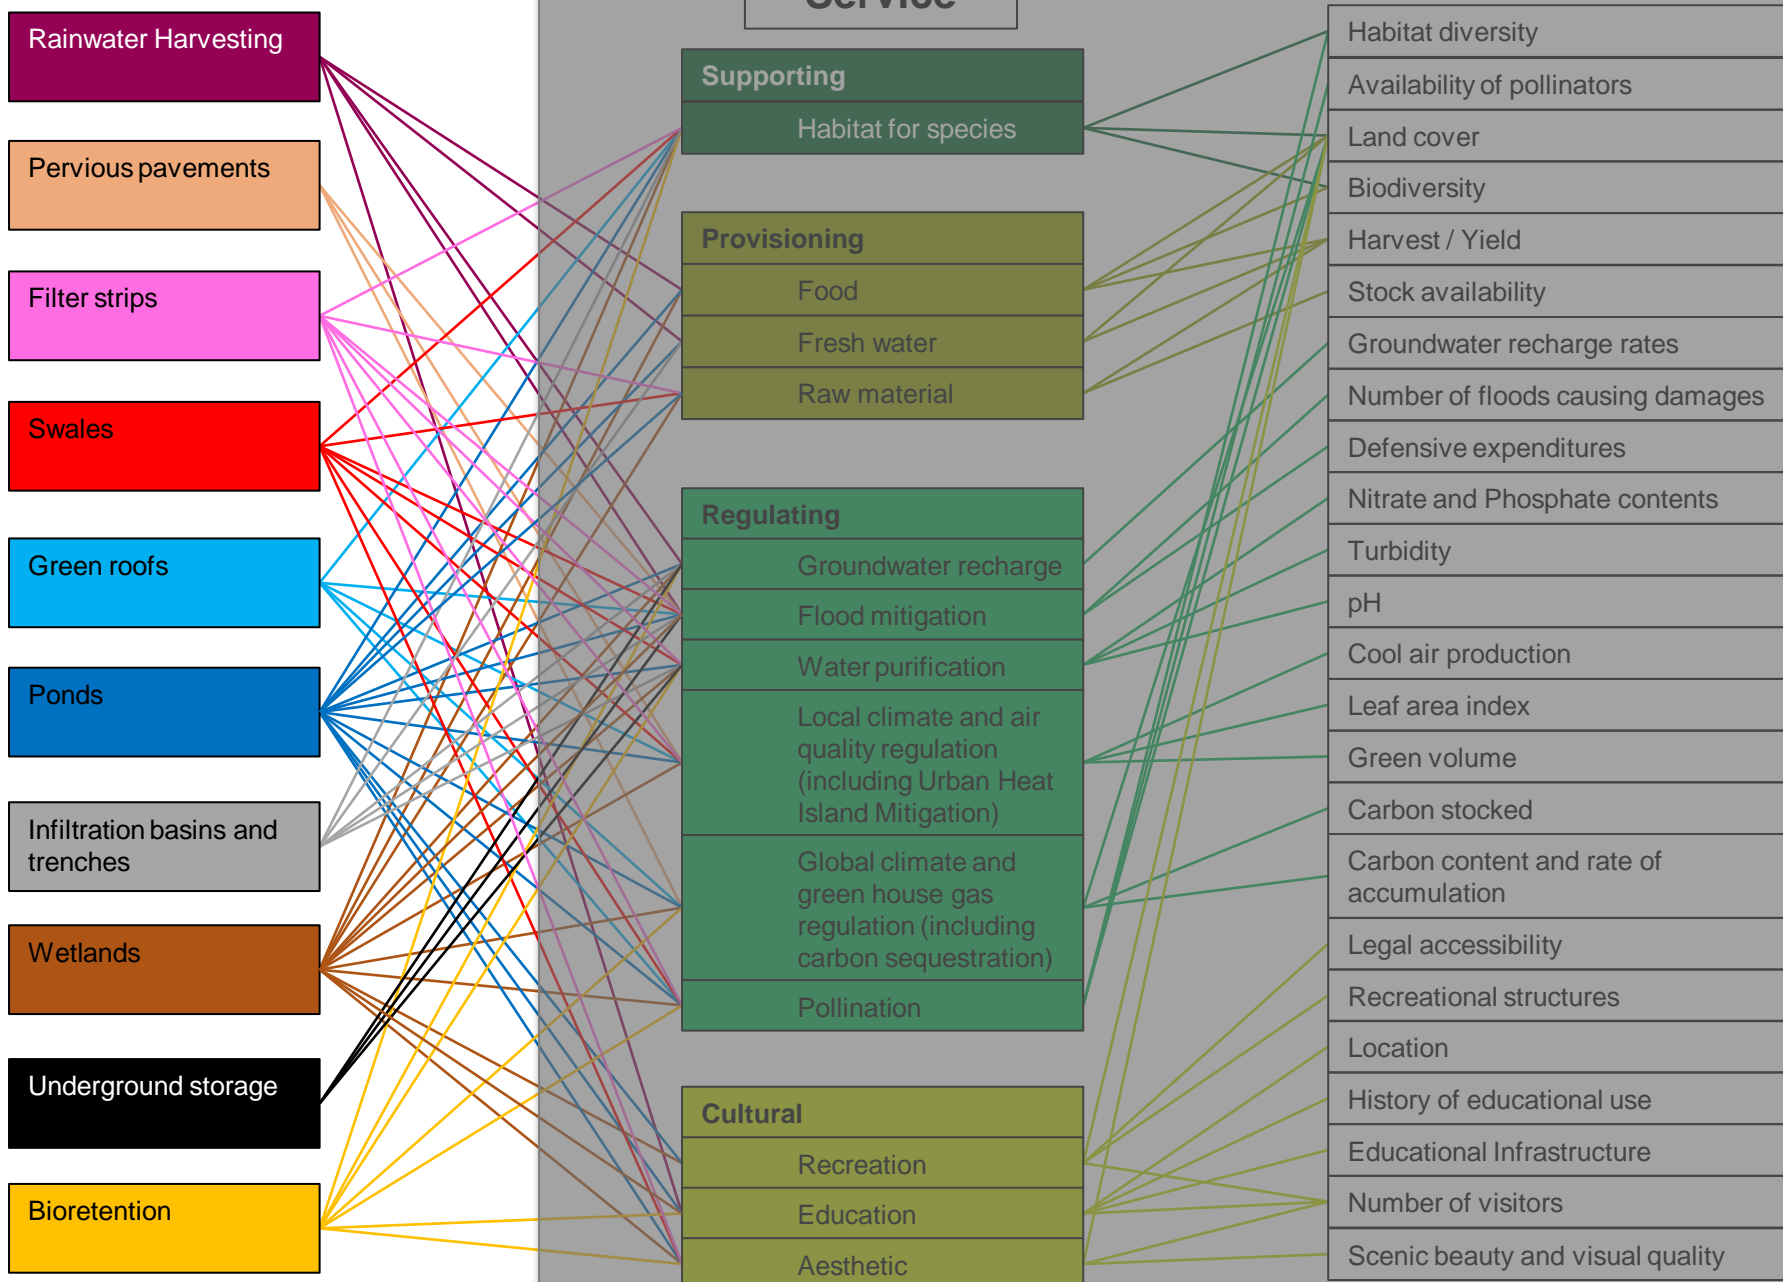 Rainwater Harvesting
Pervious pavements
Filter strips
Swales
Green roofs
Ponds
Infiltration basins and
trenches
Wetlands
Underground storage
Bioretention
Service
Supporting
Habitat for species
Provisioning
Food
Fresh water
Raw material
Regulating
Groundwater recharge
Flood mitigation
Water purification
Local climate and air
quality regulation
(including Urban Heat
Island Mitigation)
Global climate and
green house gas
regulation (including
carbon sequestration)
Pollination
Cultural
Recreation
Education
Aesthetic
Habitat diversity
Availability of pollinators
Land cover
Biodiversity
Harvest / Yield
Stock availability
Groundwater recharge rates
Number of floods causing damages
Defensive expenditures
Nitrate and Phosphate contents
Turbidity
pH
Cool air production
Leaf area index
Green volume
Carbon stocked
Carbon content and rate of
accumulation
Legal accessibility
Recreational structures
Location
History of educational use
Educational Infrastructure
Number of visitors
Scenic beauty and visual quality